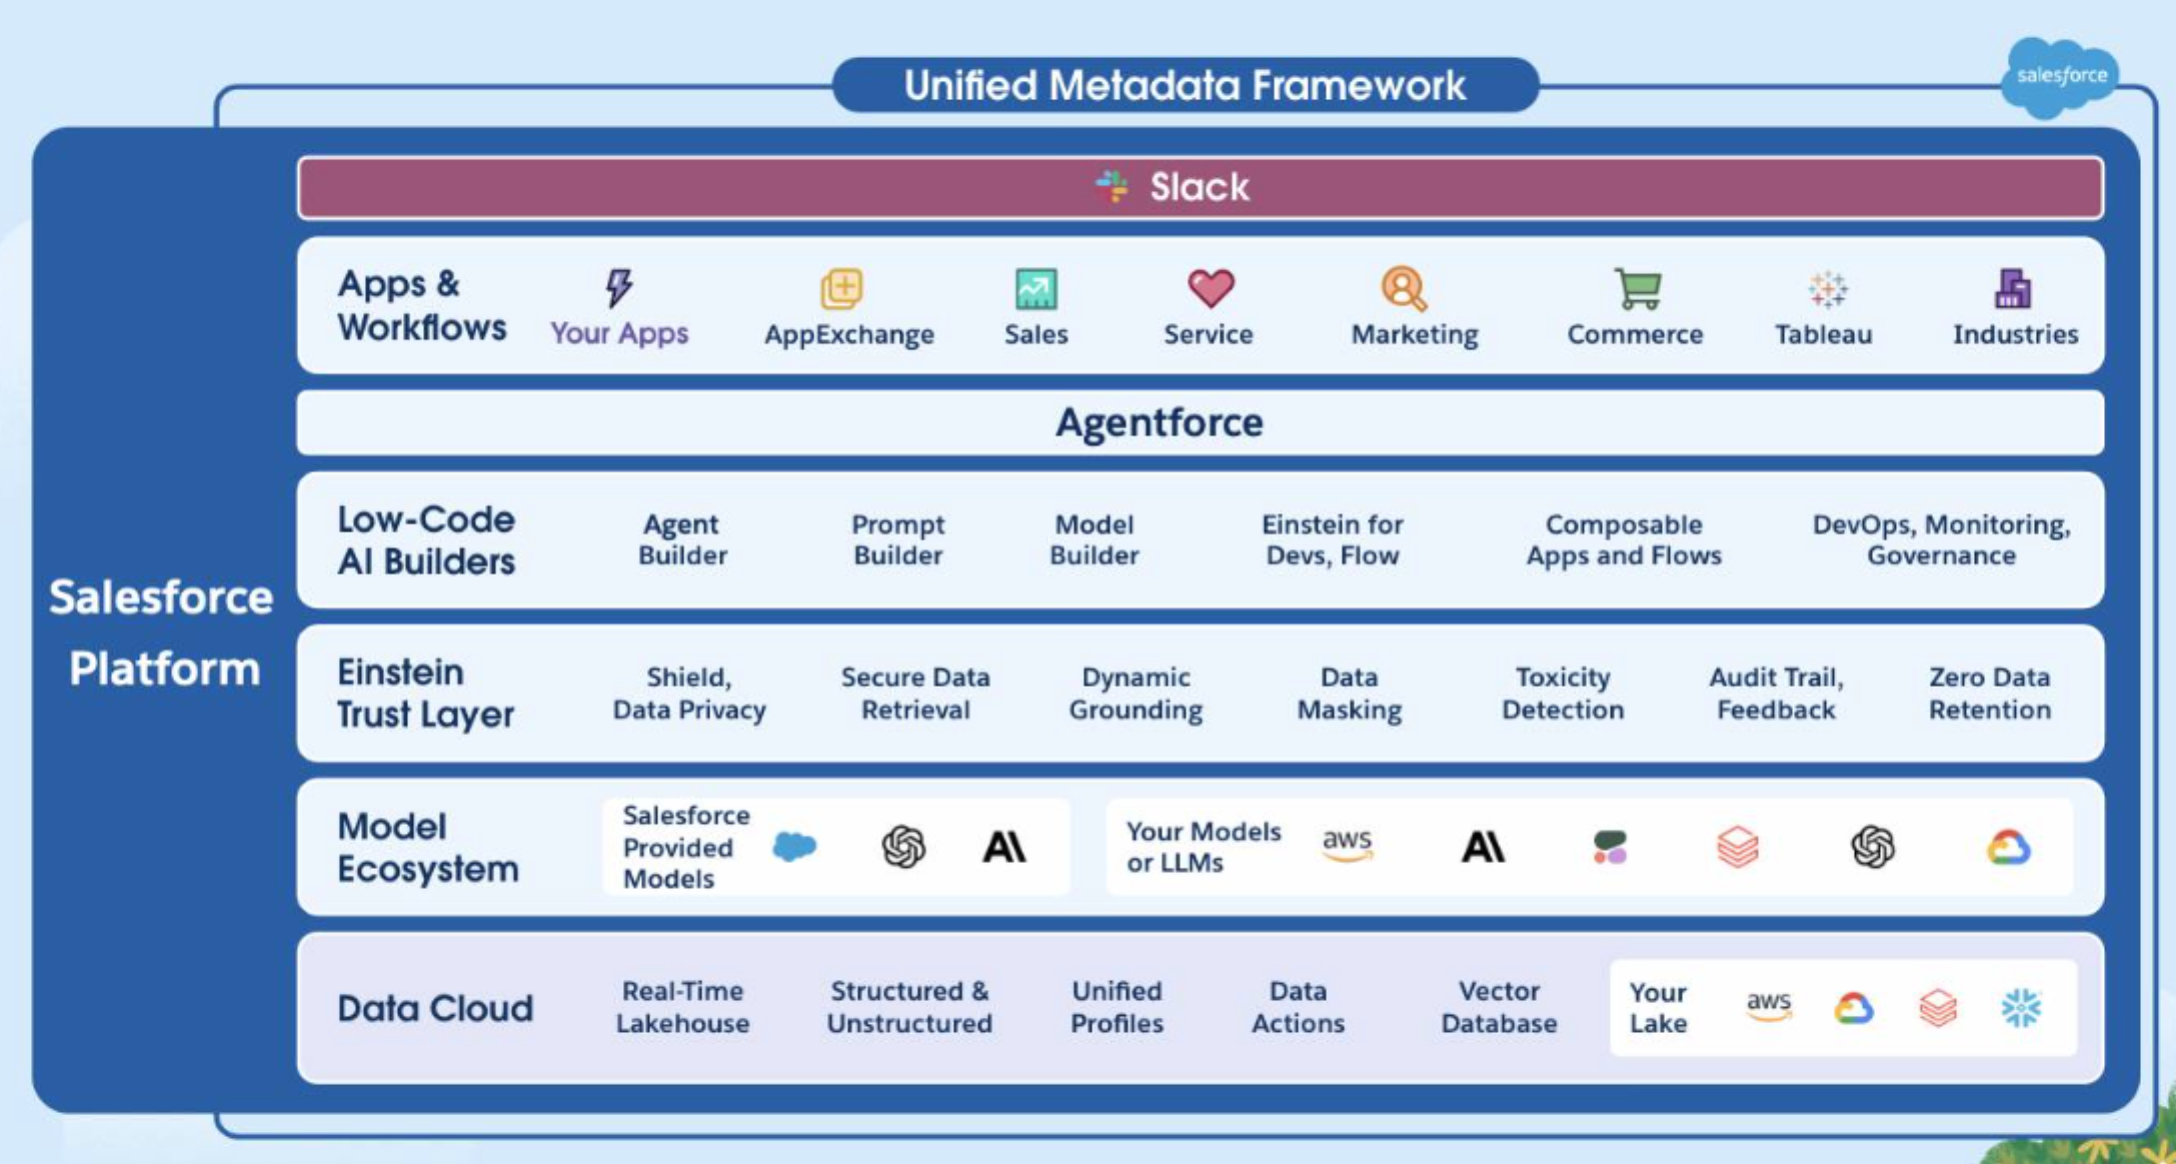 Unified Metadata Framework
salesforce
Salesforce
Platform
Slack
Apps &
Workflows
Your Apps
AppExchange
Sales
Service
Marketing
Commerce
Tableau
Industries
Agentforce
Low-Code
AI Builders
Agent
Builder
Prompt
Builder
Model
Builder
Einstein for
Devs, Flow
Composable
Apps and Flows
DevOps, Monitoring,
Governance
Einstein
Trust Layer
Shield,
Data Privacy
Secure Data
Retrieval
Dynamic
Grounding
Data
Masking
Toxicity
Detection
Audit Trail,
Feedback
Zero Data
Retention
Model
Ecosystem
Salesforce
Provided
Models
AI
Your Models
or LLMs
aws
AI
Data Cloud
Real-Time
Lakehouse
Structured &
Unstructured
Unified
Profiles
Data
Actions
Vector
Database
Your
Lake
aws